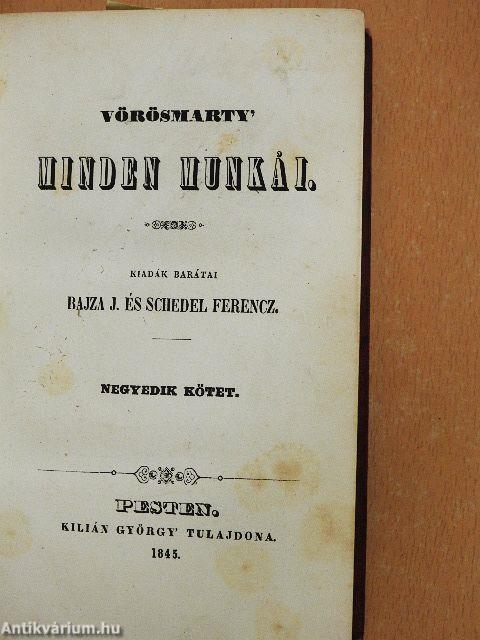 VÖRÖSMARTY'
MINDEN MUNKÁI.
KIADÁK BARÁTAI
BAJZA J. ÉS SCHEDEL FERENCZ.
NEGYEDIK KÖTET.
PESTEN.
KILIÁN GYÖRGY' TULAJDONA.
1845.
Antikvárium.hu